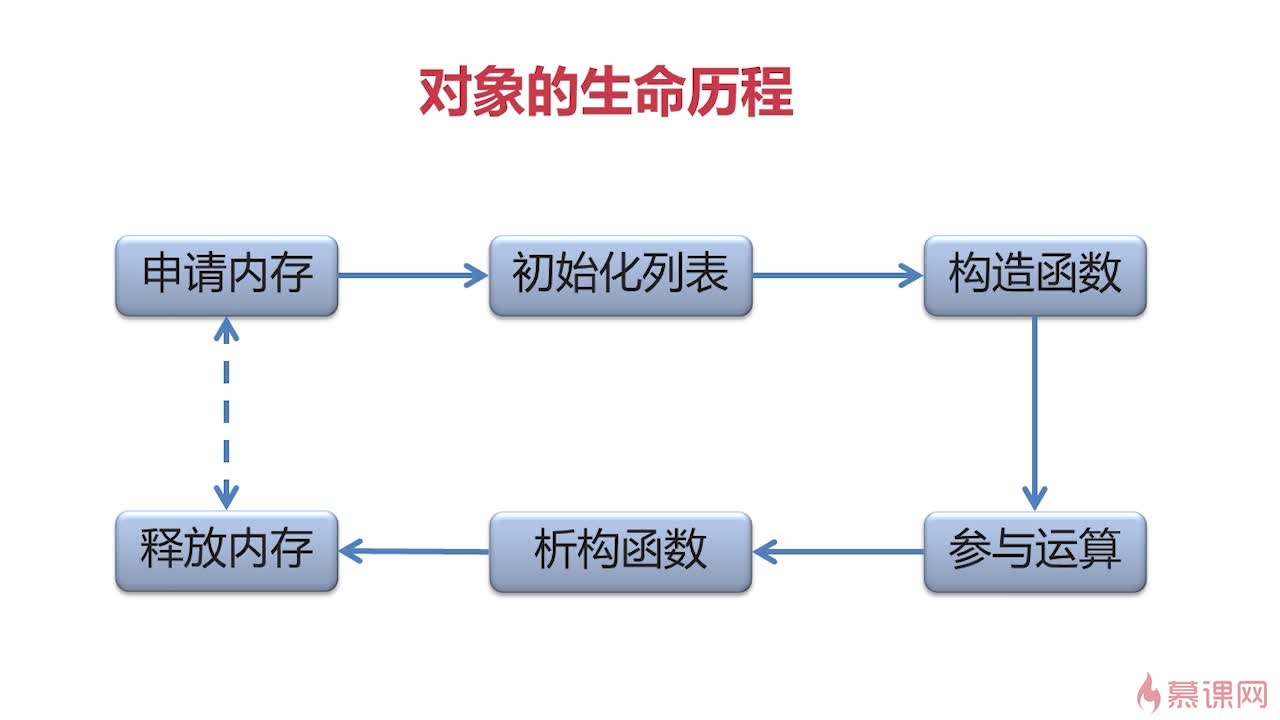 对象的生命历程
申请内存
初始化列表
构造函数
释放内存
析构函数
参与运算
慕课网